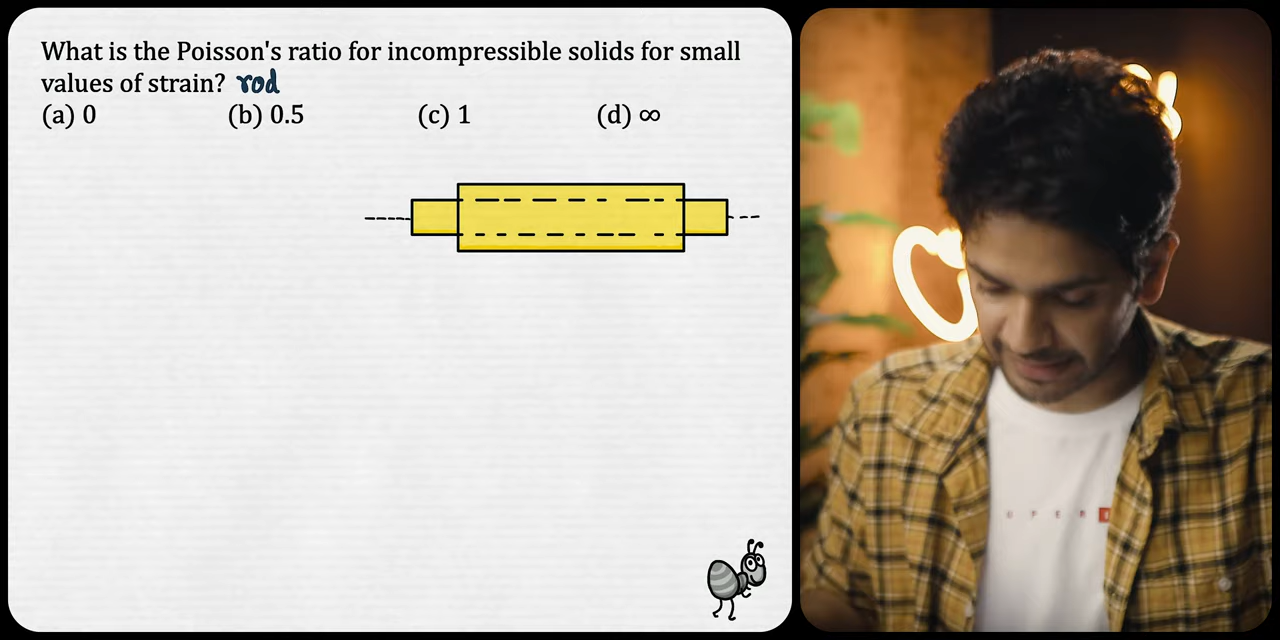 What is the Poisson's ratio for incompressible solids for small
values of strain? rod
(a) 0 (b) 0.5 (c) 1 (d) ∞